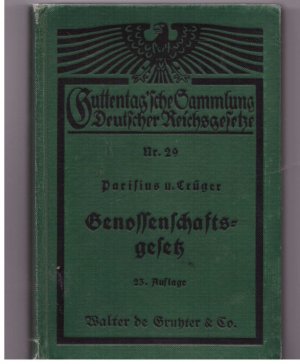 Guttentag'sche Sammlung
Deutscher Reichsgesetze
Nr. 29
Parisius u. Crüger
Genossenschafts-
gesetz
23. Auflage
Walter de Gruyter & Co.